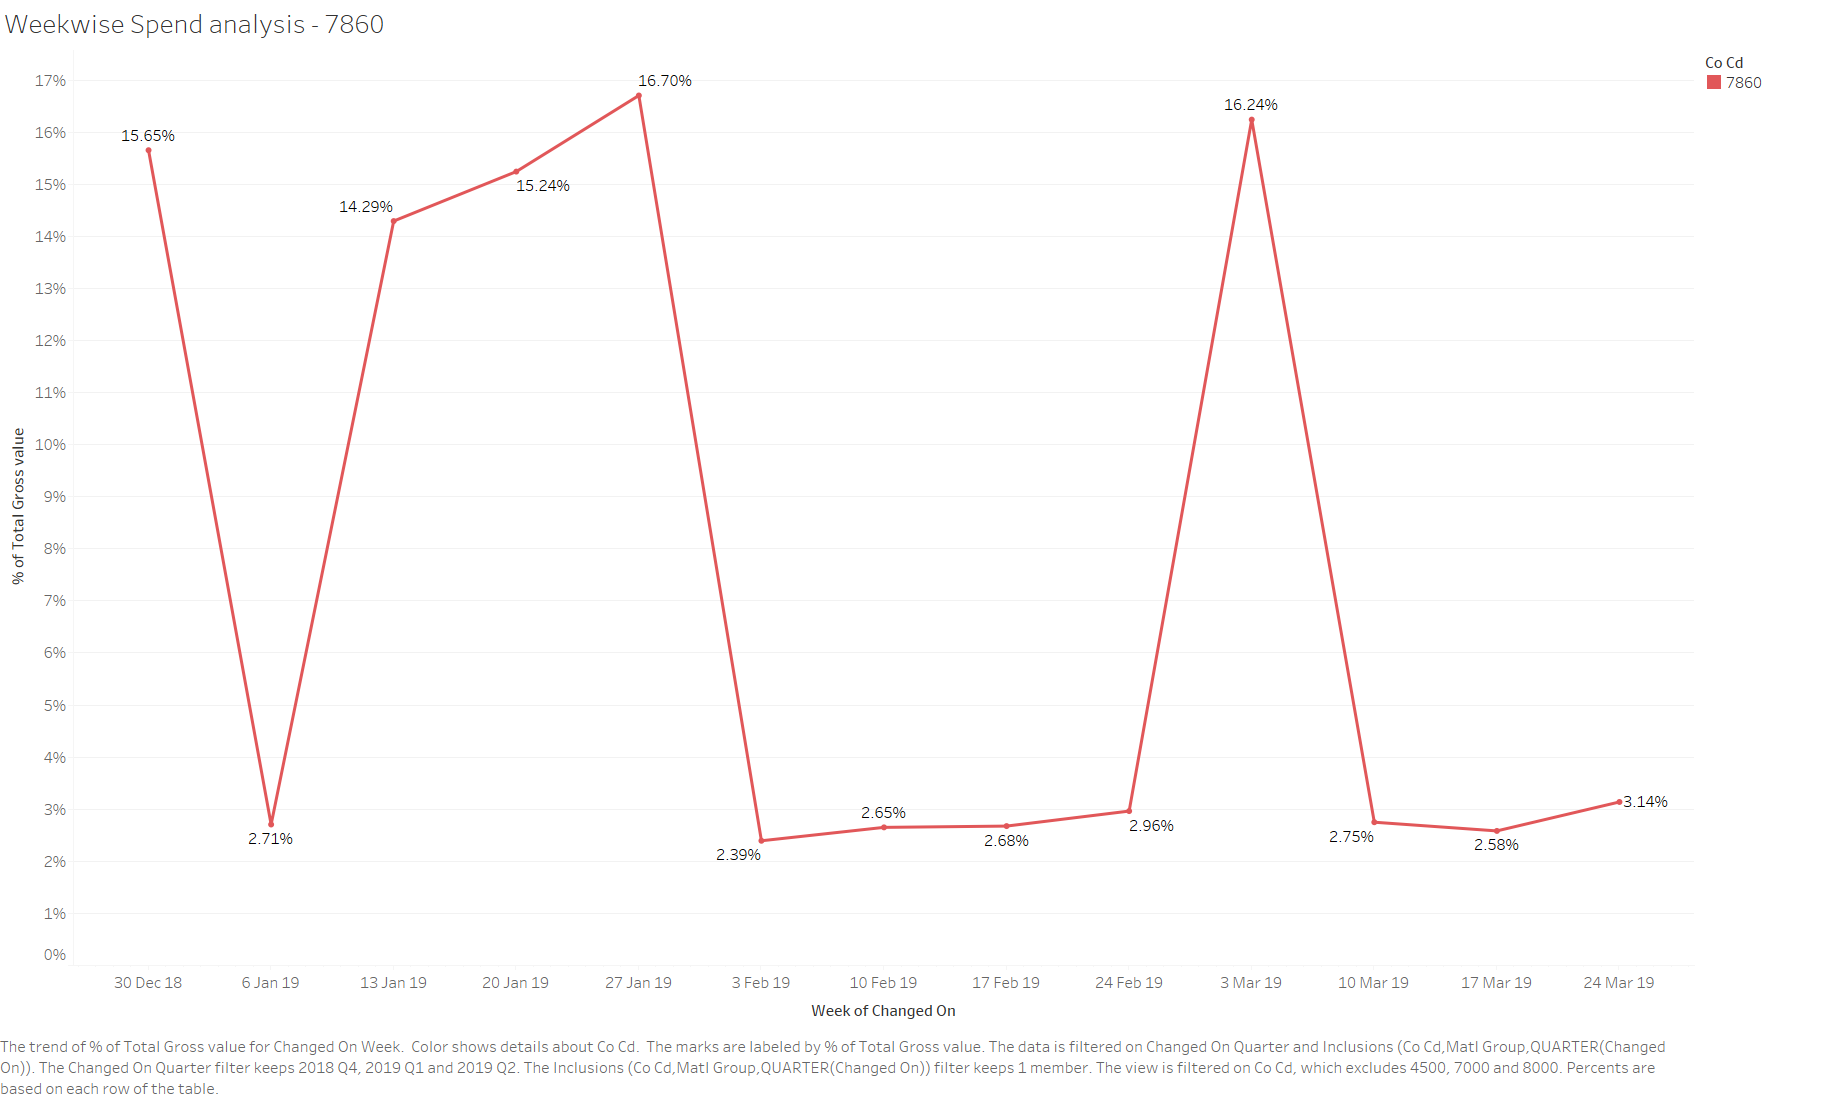 Weekwise Spend analysis - 7860
Co Cd
7860
17%
16%
15%
14%
13%
12%
11%
10%
9%
8%
7%
6%
5%
4%
3%
2%
1%
0%
% of Total Gross value
15.65%
2.71%
14.29%
15.24%
16.70%
2.39%
2.65%
2.68%
2.96%
16.24%
2.75%
2.58%
3.14%
30 Dec 18
6 Jan 19
13 Jan 19
20 Jan 19
27 Jan 19
3 Feb 19
10 Feb 19
17 Feb 19
24 Feb 19
3 Mar 19
10 Mar 19
17 Mar 19
24 Mar 19
Week of Changed On
The trend of % of Total Gross value for Changed On Week.  Color shows details about Co Cd.  The marks are labeled by % of Total Gross value. The data is filtered on Changed On Quarter and Inclusions (Co Cd,Matl Group,QUARTER(Changed
On)). The Changed On Quarter filter keeps 2018 Q4, 2019 Q1 and 2019 Q2. The Inclusions (Co Cd,Matl Group,QUARTER(Changed On)) filter keeps 1 member. The view is filtered on Co Cd, which excludes 4500, 7000 and 8000. Percents are
based on each row of the table.